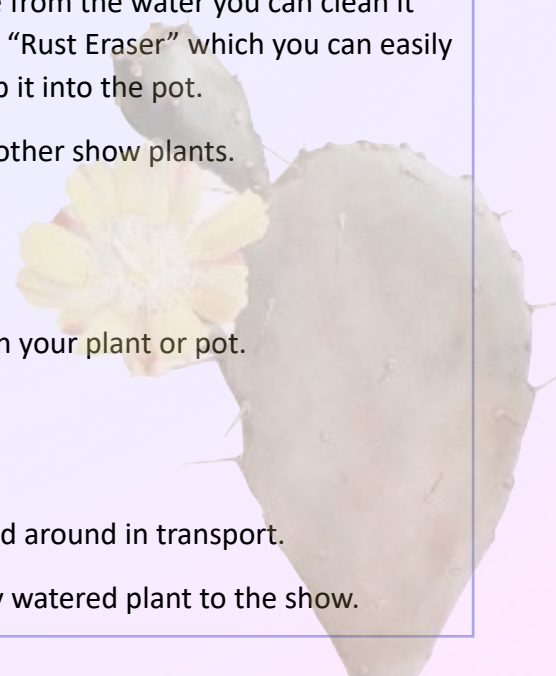 from the water you can clean it
“Rust Eraser” which you can easily
it into the pot.
other show plants.
your plant or pot.
around in transport.
watered plant to the show.